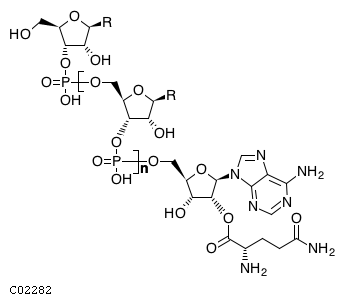 O R
HO
O OH
O=P O O R
OH
O OH
O=P n O O N N NH2
OH N N
HO O
O O
NH2
NH2
C02282